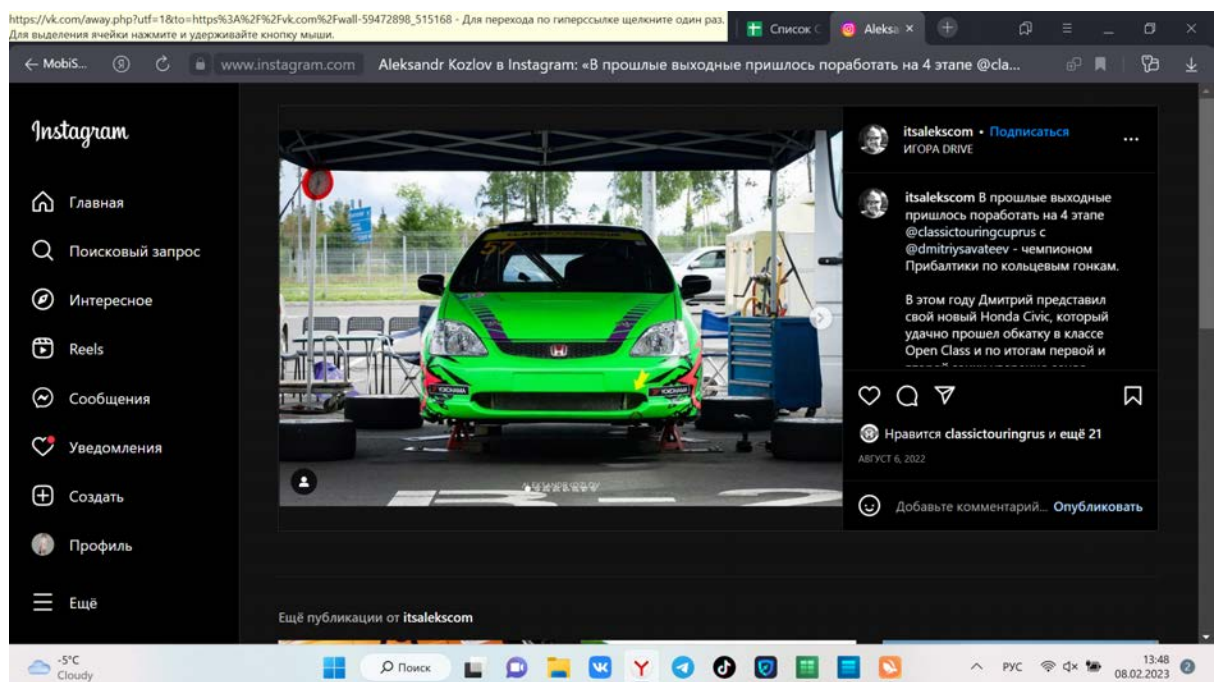 https://vk.com/away.php?utf=1&to=https%3A%2F%2Fvk.com%2Fwall-59472898_515168 - Для перехода по гиперссылке щелкните один раз.
Для выделения ячейки нажмите и удерживайте кнопку мыши.
Список
Aleksa
MobiS...
www.instagram.com
Aleksandr Kozlov в Instagram: «В прошлые выходные пришлось поработать на 4 этапе @cla...
Instagram
Главная
Поисковый запрос
Интересное
Reels
Сообщения
Уведомления
Создать
Профиль
Ещё
57
YOKOHAMA
YOKOHAMA
B-2
itsalekscom • Подписаться
ИГОРА DRIVE
itsalekscom В прошлые выходные
пришлось поработать на 4 этапе
@classictouringcuprus с
@dmitriysavateev - чемпионом
Прибалтики по кольцевым гонкам.
В этом году Дмитрий представил
свой новый Honda Civic, который
удачно прошел обкатку в классе
Open Class и по итогам первой и
Нравится classictouringrus и ещё 21
АВГУСТ 6, 2022
Добавьте комментарий... Опубликовать
Ещё публикации от itsalekscom
-5°C
Cloudy
Поиск
РУС
13:48
08.02.2023
2